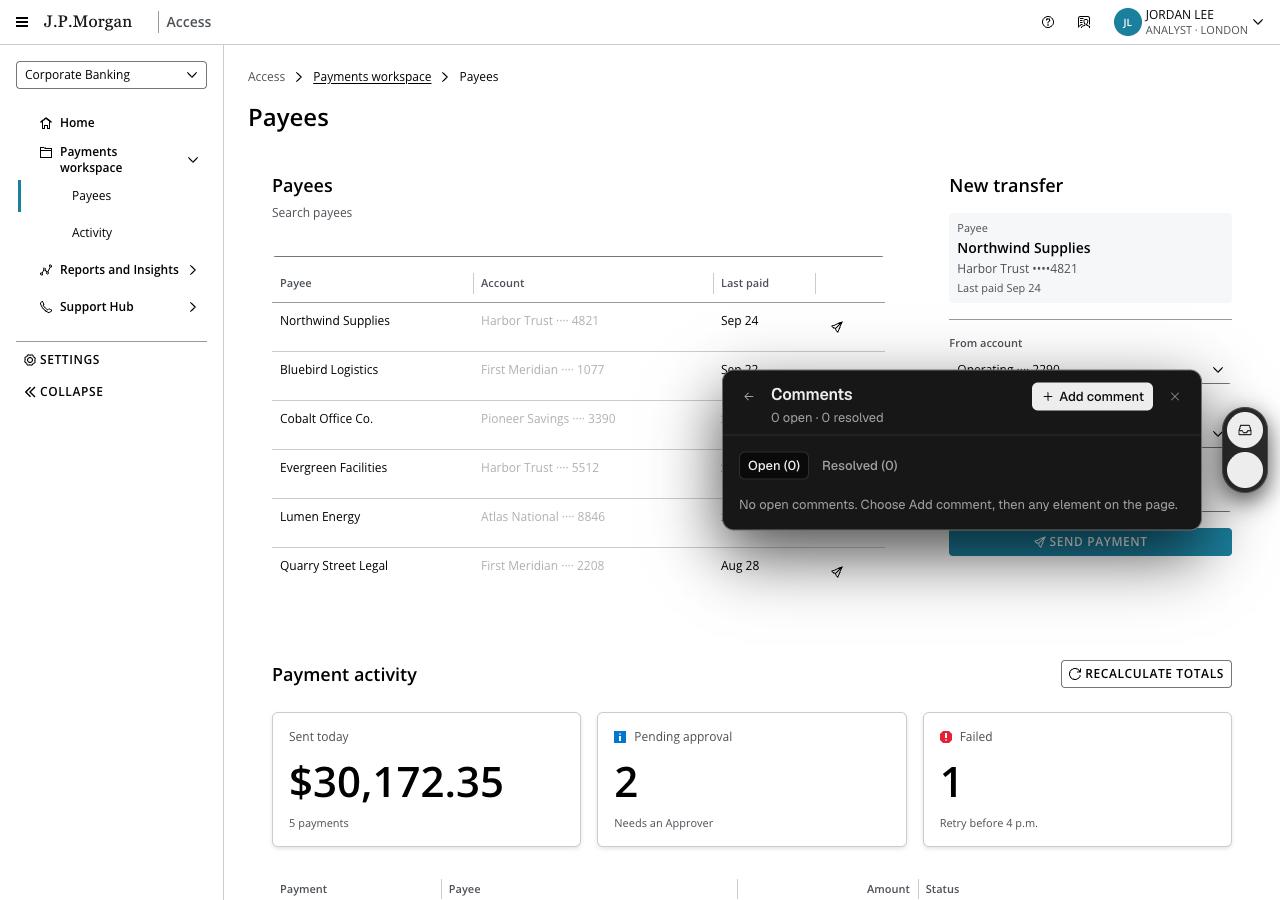 J.P.Morgan
Access
JL
JORDAN LEE
ANALYST · LONDON
Corporate Banking
Home
Payments
workspace
Payees
Activity
Reports and Insights
Support Hub
SETTINGS
COLLAPSE
Access
Payments workspace
Payees
Payees
Payees
Search payees
Payee
Account
Last paid
Northwind Supplies
Harbor Trust ···· 4821
Sep 24
Bluebird Logistics
First Meridian ···· 1077
Sep 22
Cobalt Office Co.
Pioneer Savings ···· 3390
Evergreen Facilities
Harbor Trust ···· 5512
Lumen Energy
Atlas National ···· 8846
Quarry Street Legal
First Meridian ···· 2208
Aug 28
New transfer
Payee
Northwind Supplies
Harbor Trust ••••4821
Last paid Sep 24
From account
Operating ···· 2290
Comments
0 open · 0 resolved
Add comment
Open (0)
Resolved (0)
No open comments. Choose Add comment, then any element on the page.
SEND PAYMENT
Payment activity
RECALCULATE TOTALS
Sent today
$30,172.35
5 payments
Pending approval
2
Needs an Approver
Failed
1
Retry before 4 p.m.
Payment
Payee
Amount
Status